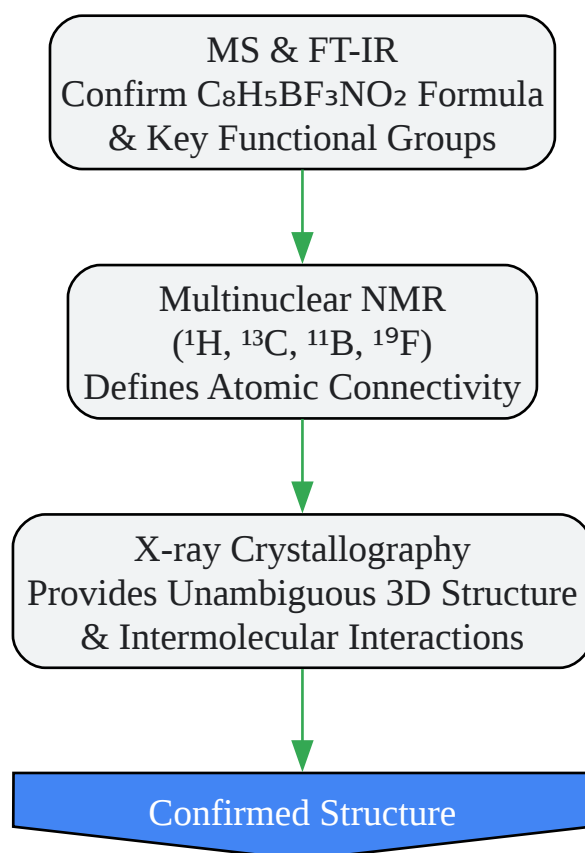 MS & FT-IR
Confirm C₈H₅BF₃NO₂ Formula
& Key Functional Groups
Multinuclear NMR
(¹H, ¹³C, ¹¹B, ¹⁹F)
Defines Atomic Connectivity
X-ray Crystallography
Provides Unambiguous 3D Structure
& Intermolecular Interactions
Confirmed Structure